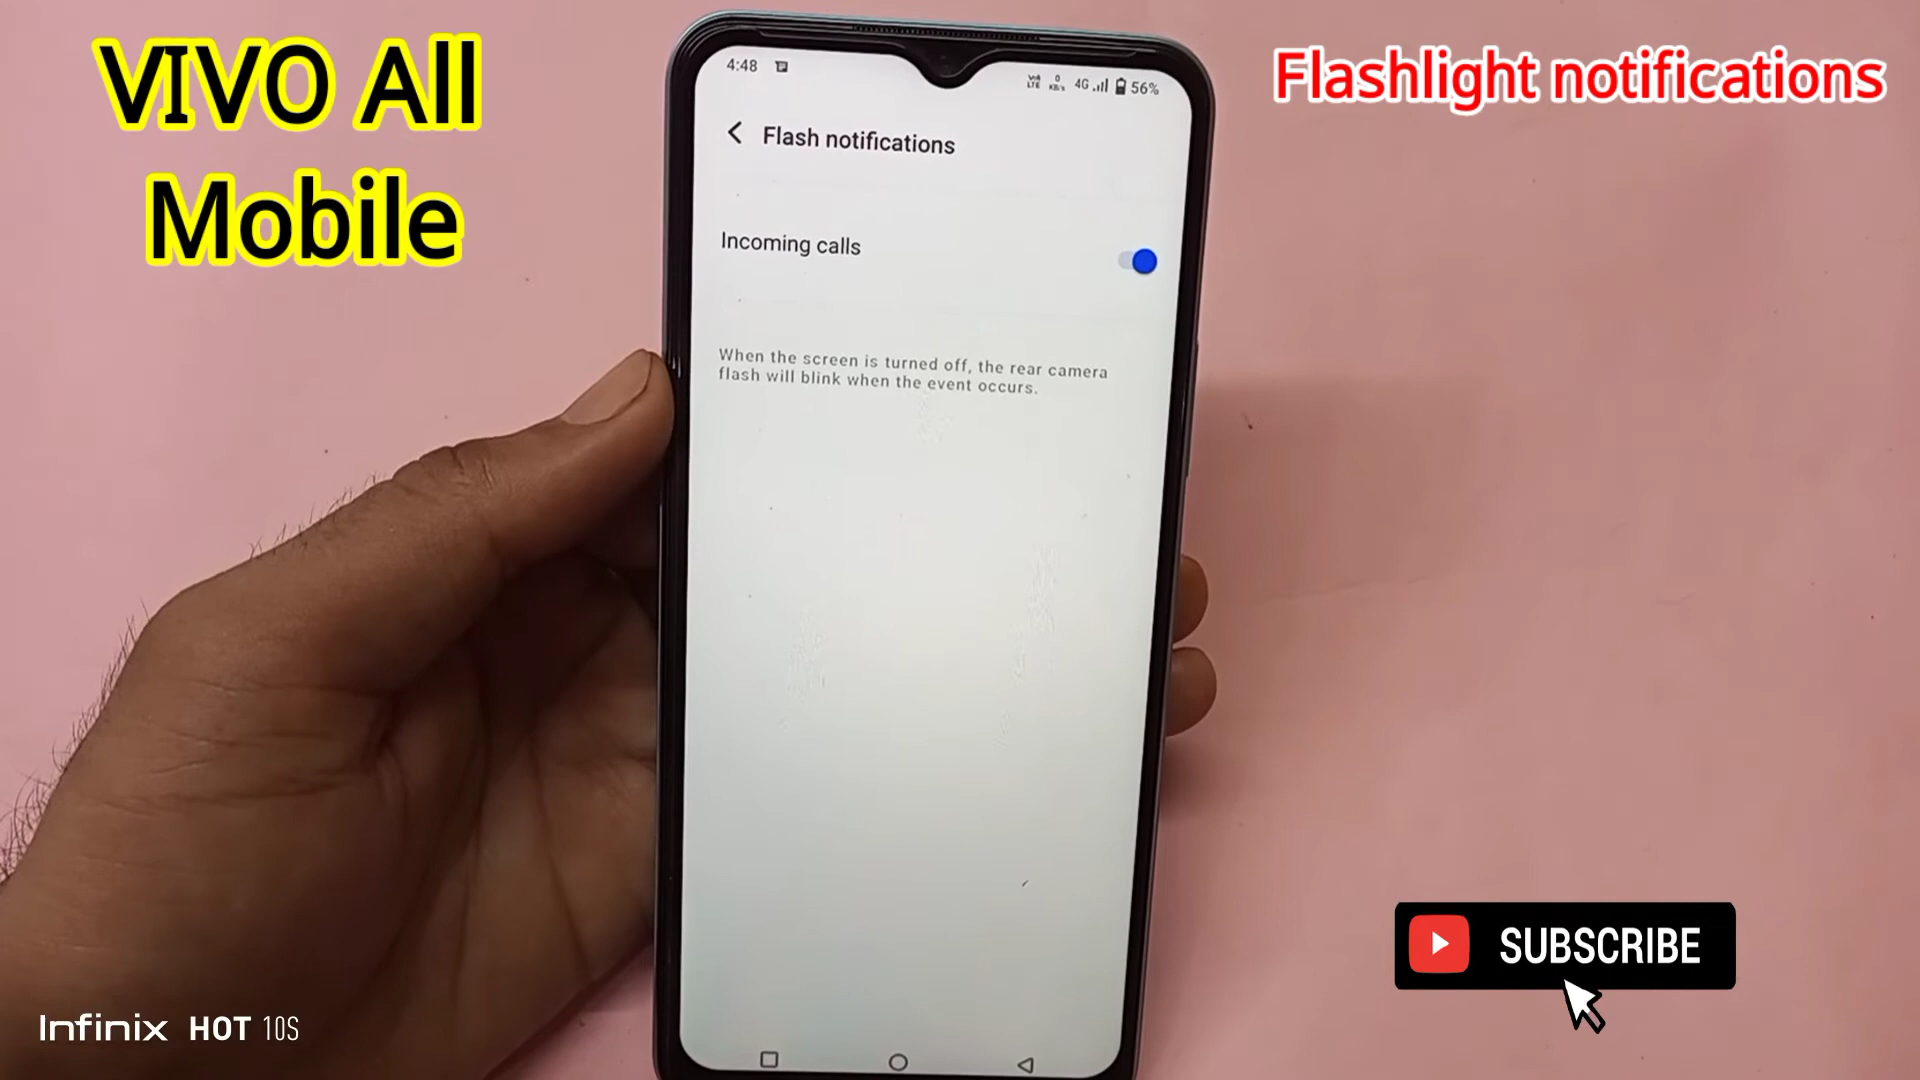 VIVO All
Mobile
Flashlight notifications
4:48
4G
56%
Flash notifications
Incoming calls
When the screen is turned off, the rear camera
flash will blink when the event occurs.
SUBSCRIBE
Infinix HOT 10S